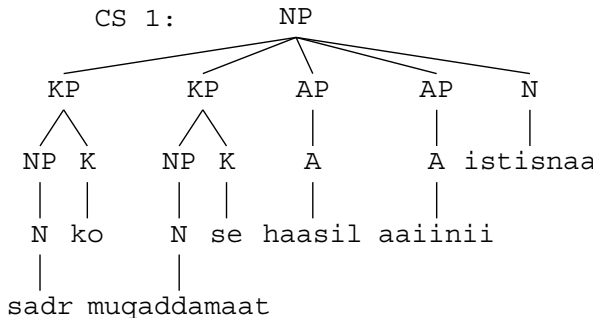 CS 1: NP
KP KP AP AP N
NP K NP K A A istisnaa
N ko N se haasil aaiinii
sadr muqaddamaat